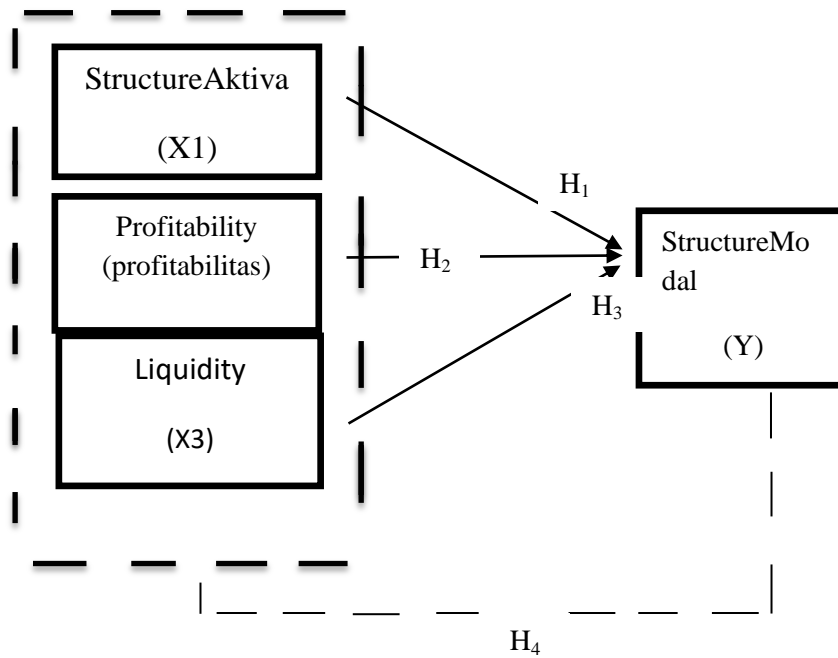 StructureAktiva
(X1)
Profitability
(profitabilitas)
Liquidity
(X3)
H1
H2
H3
StructureMo
dal
(Y)
H4